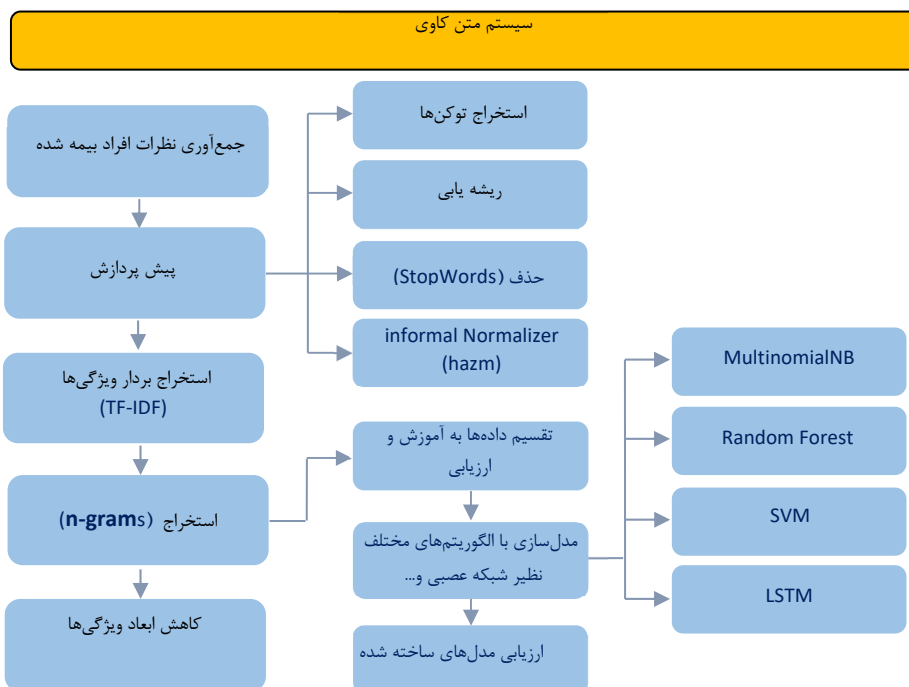 سیستم متن کاوی
جمع‌آوری نظرات افراد بیمه شده
پیش پردازش
استخراج بردار ویژگی‌ها
(TF-IDF)
استخراج (n-grams)
کاهش ابعاد ویژگی‌ها
استخراج توکن‌ها
ریشه یابی
حذف (StopWords)
informal Normalizer
(hazm)
تقسیم داده‌ها به آموزش و
ارزیابی
مدل‌سازی با الگوریتم‌های مختلف
نظیر شبکه عصبی و...
ارزیابی مدل‌های ساخته شده
MultinomialNB
Random Forest
SVM
LSTM